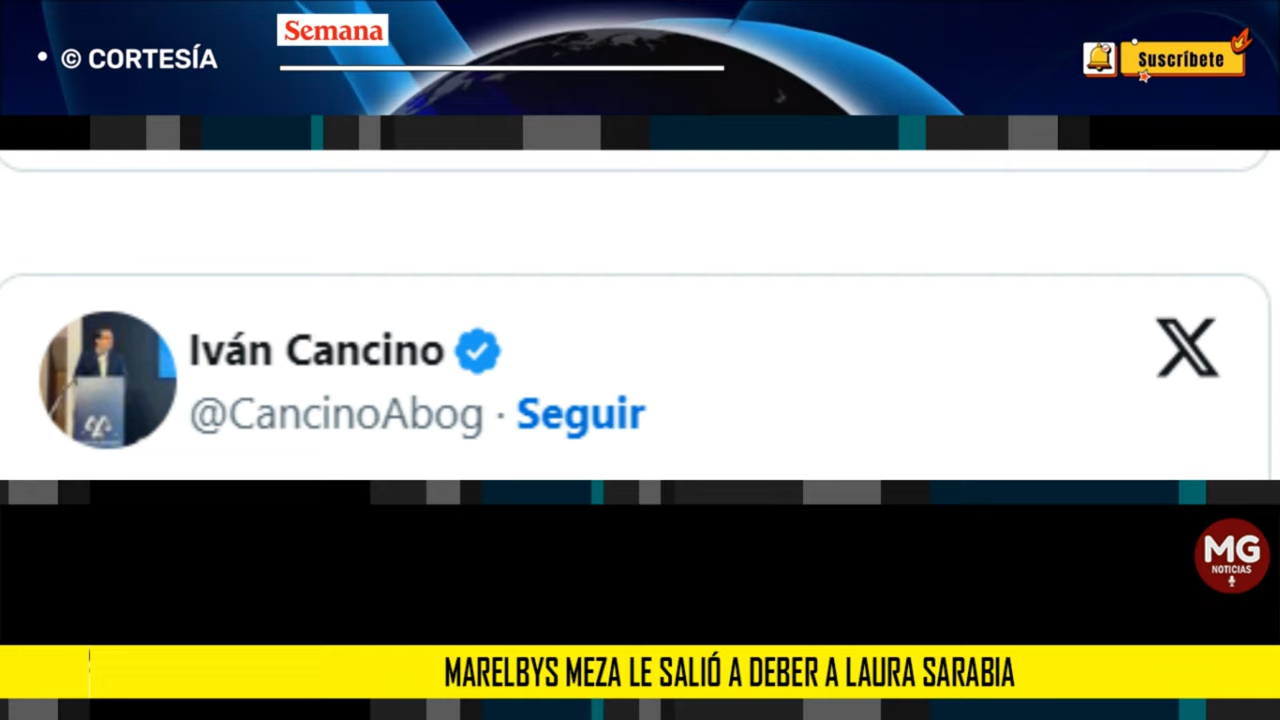 Semana
• © CORTESÍA
Suscríbete
Iván Cancino
@CancinoAbog · Seguir
MG
NOTICIAS
MARELBYS MEZA LE SALIÓ A DEBER A LAURA SARABIA